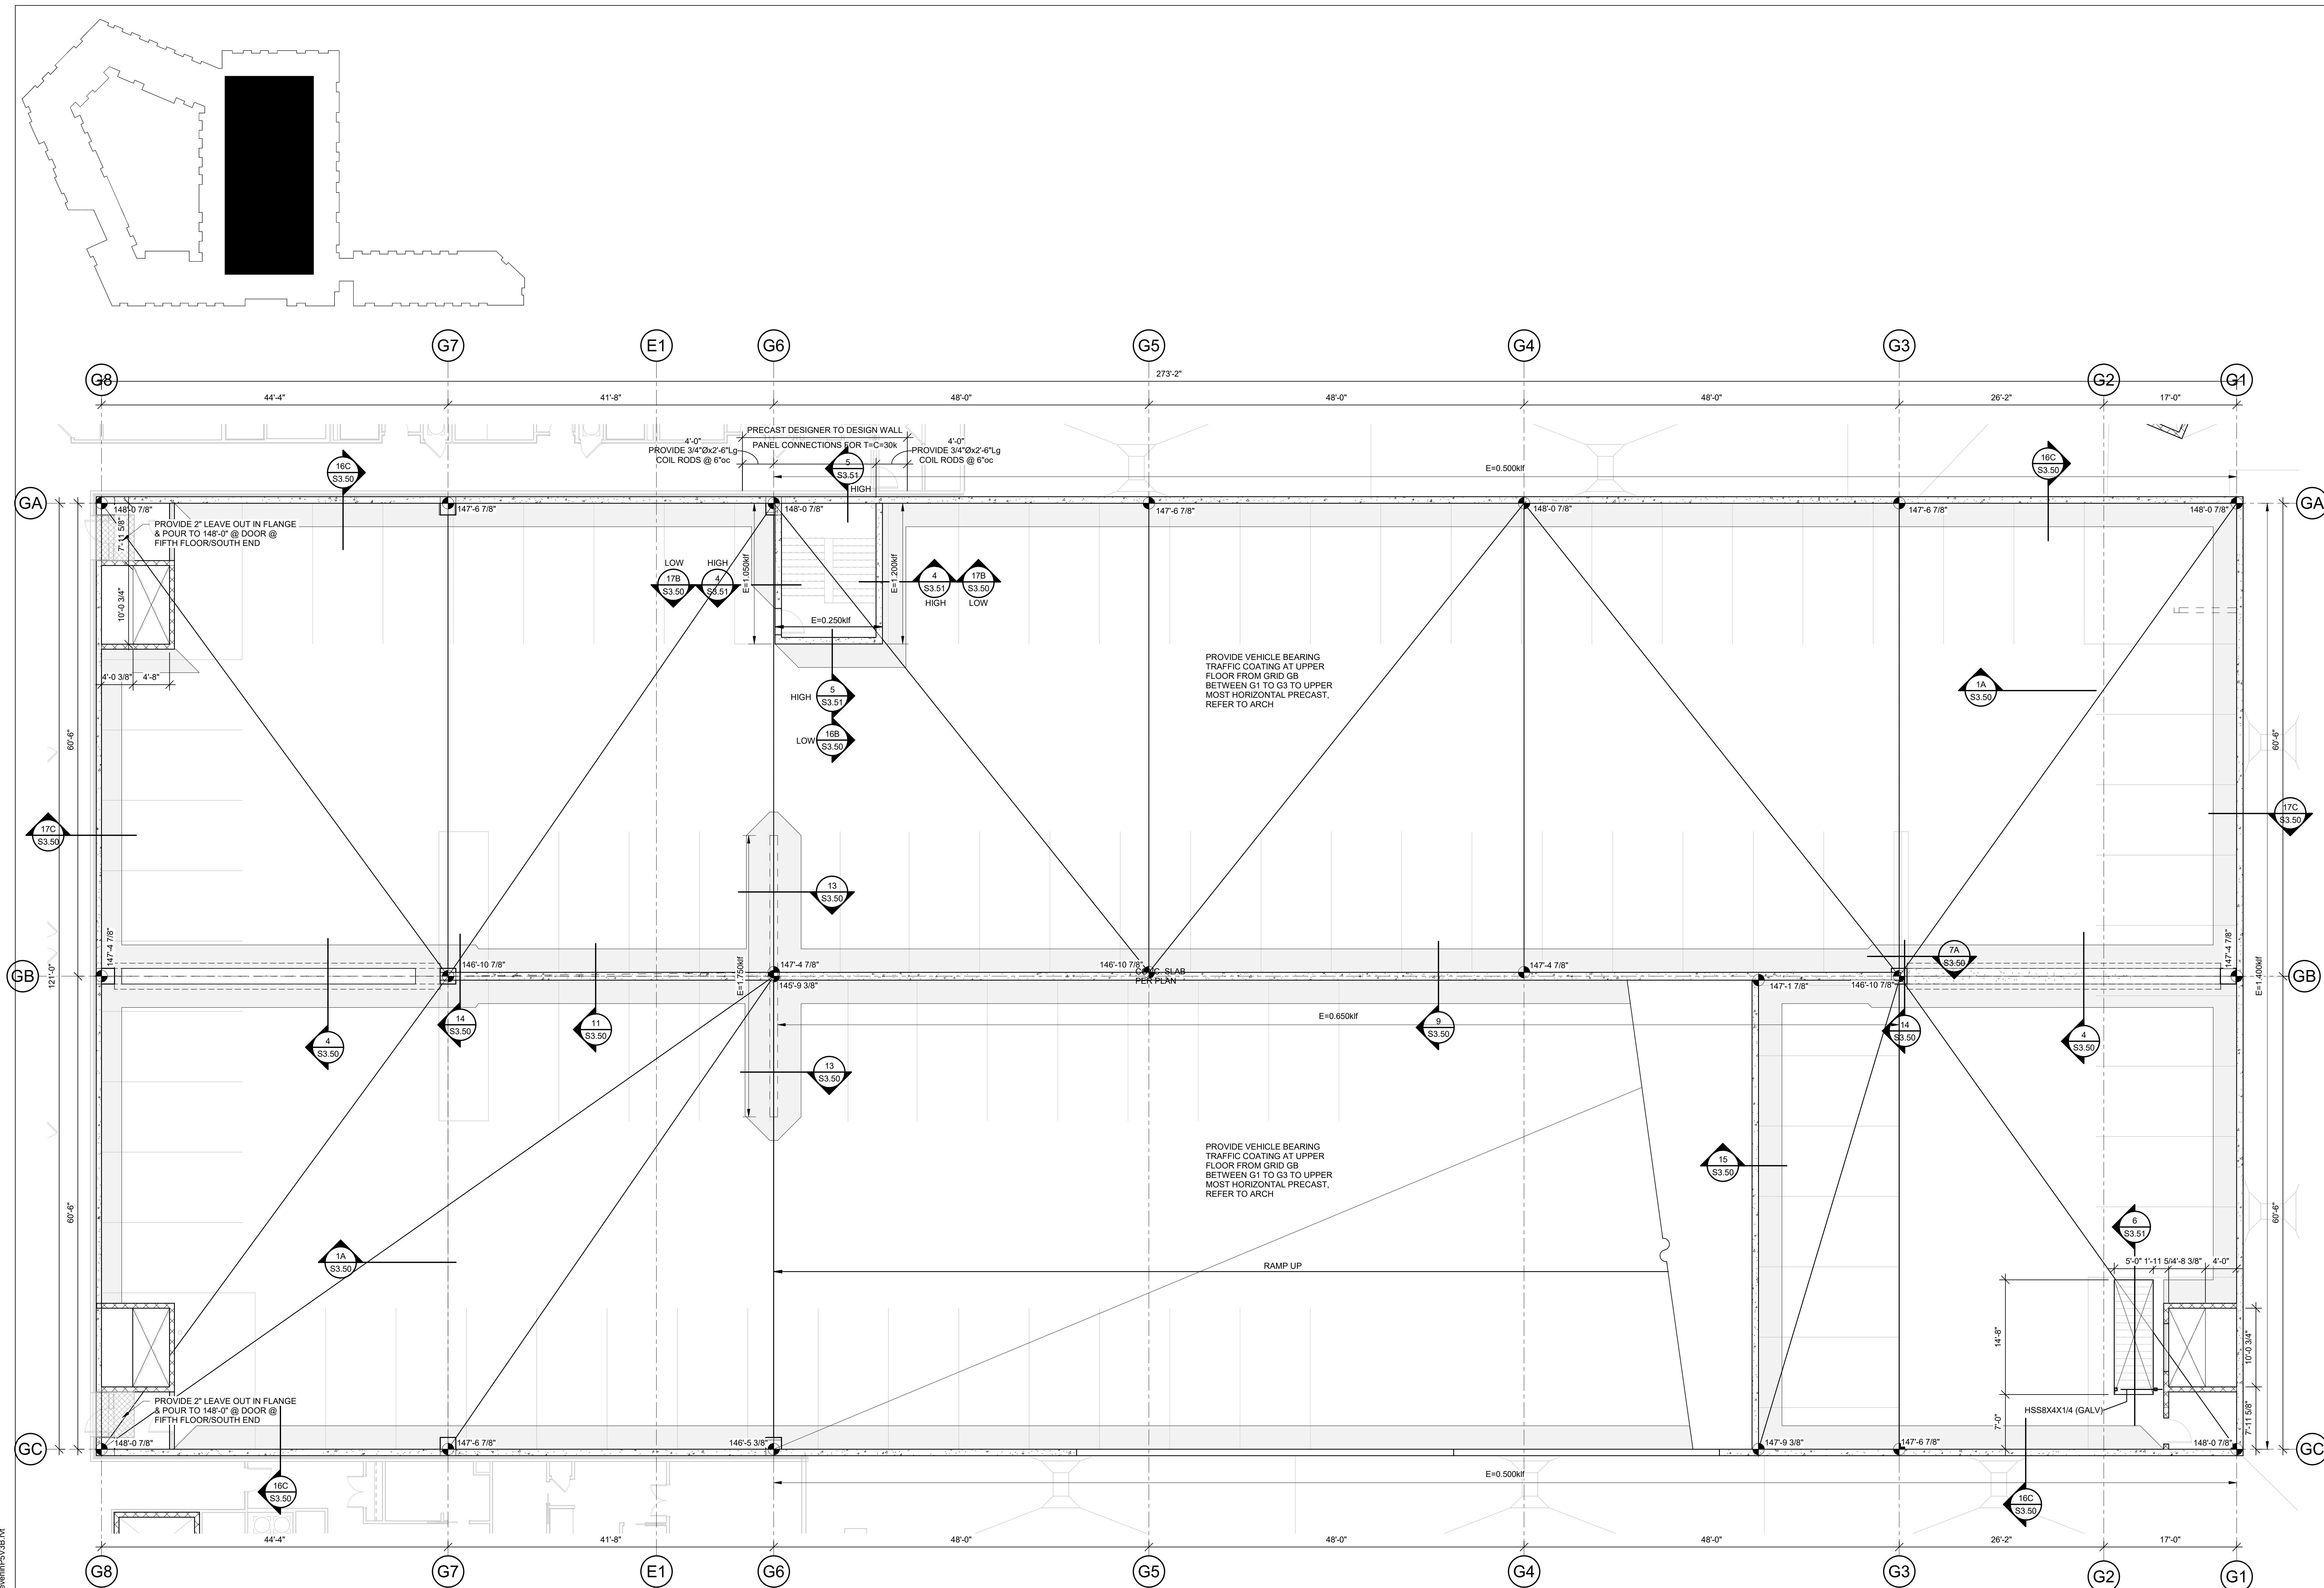 G7
E1
G6
G5
G4
G3
G8
273'-2"
G2
G1
44'-4"
41'-8"
48'-0"
48'-0"
48'-0"
26'-2"
17'-0"
PRECAST DESIGNER TO DESIGN WALL
PANEL CONNECTIONS FOR T=C=30k
4'-0"
PROVIDE 3/4"Øx2'-6"Lg
COIL RODS @ 6"oc
4'-0"
PROVIDE 3/4"Øx2'-6"Lg
COIL RODS @ 6"oc
16C
S3.50
5
S3.51
HIGH
E=0.500klf
16C
S3.50
GA
GA
148'-0 7/8"
147'-6 7/8"
148'-0 7/8"
147'-6 7/8"
148'-0 7/8"
147'-6 7/8"
148'-0 7/8"
7'-11 5/8"
PROVIDE 2" LEAVE OUT IN FLANGE
& POUR TO 148'-0" @ DOOR @
FIFTH FLOOR/SOUTH END
10'-0 3/4"
LOW
17B
S3.50
HIGH
4
S3.51
E=1.050klf
E=1.200klf
4
S3.51
HIGH
17B
S3.50
LOW
E=0.250klf
4'-0 3/8"
4'-8"
HIGH
5
S3.51
LOW
16B
S3.50
PROVIDE VEHICLE BEARING
TRAFFIC COATING AT UPPER
FLOOR FROM GRID GB
BETWEEN G1 TO G3 TO UPPER
MOST HORIZONTAL PRECAST,
REFER TO ARCH
1A
S3.50
60'-6"
60'-6"
17C
S3.50
17C
S3.50
13
S3.50
GB
121'-0"
147'-4 7/8"
146'-10 7/8"
147'-4 7/8"
145'-9 3/8"
146'-10 7/8"
CONC. SLAB
PER PLAN
147'-4 7/8"
147'-1 7/8"
146'-10 7/8"
7A
S3.50
147'-4 7/8"
GB
E=1.400klf
E=1.750klf
4
S3.50
14
S3.50
11
S3.50
E=0.650klf
9
S3.50
14
S3.50
4
S3.50
13
S3.50
PROVIDE VEHICLE BEARING
TRAFFIC COATING AT UPPER
FLOOR FROM GRID GB
BETWEEN G1 TO G3 TO UPPER
MOST HORIZONTAL PRECAST,
REFER TO ARCH
15
S3.50
60'-6"
60'-6"
1A
S3.50
RAMP UP
6
S3.51
5'-0"
1'-11 5/
4'-8 3/8"
4'-0"
14'-8"
10'-0 3/4"
HSS8X4X1/4 (GALV)
7'-0"
7'-11 5/8"
PROVIDE 2" LEAVE OUT IN FLANGE
& POUR TO 148'-0" @ DOOR @
FIFTH FLOOR/SOUTH END
GC
148'-0 7/8"
147'-6 7/8"
146'-5 3/8"
147'-9 3/8"
147'-6 7/8"
148'-0 7/8"
GC
E=0.500klf
16C
S3.50
16C
S3.50
44'-4"
41'-8"
48'-0"
48'-0"
48'-0"
26'-2"
17'-0"
G8
G7
E1
G6
G5
G4
G3
G2
G1